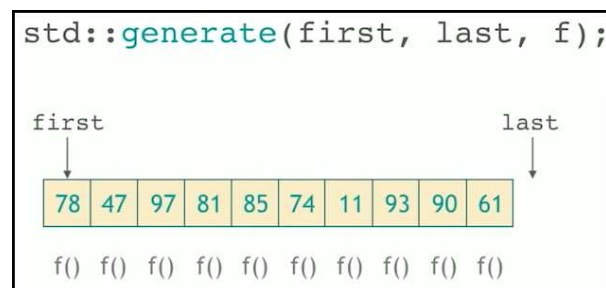 std::generate(first, last, f);
first last
78 47 97 81 85 74 11 93 90 61
f() f() f() f() f() f() f() f() f() f()